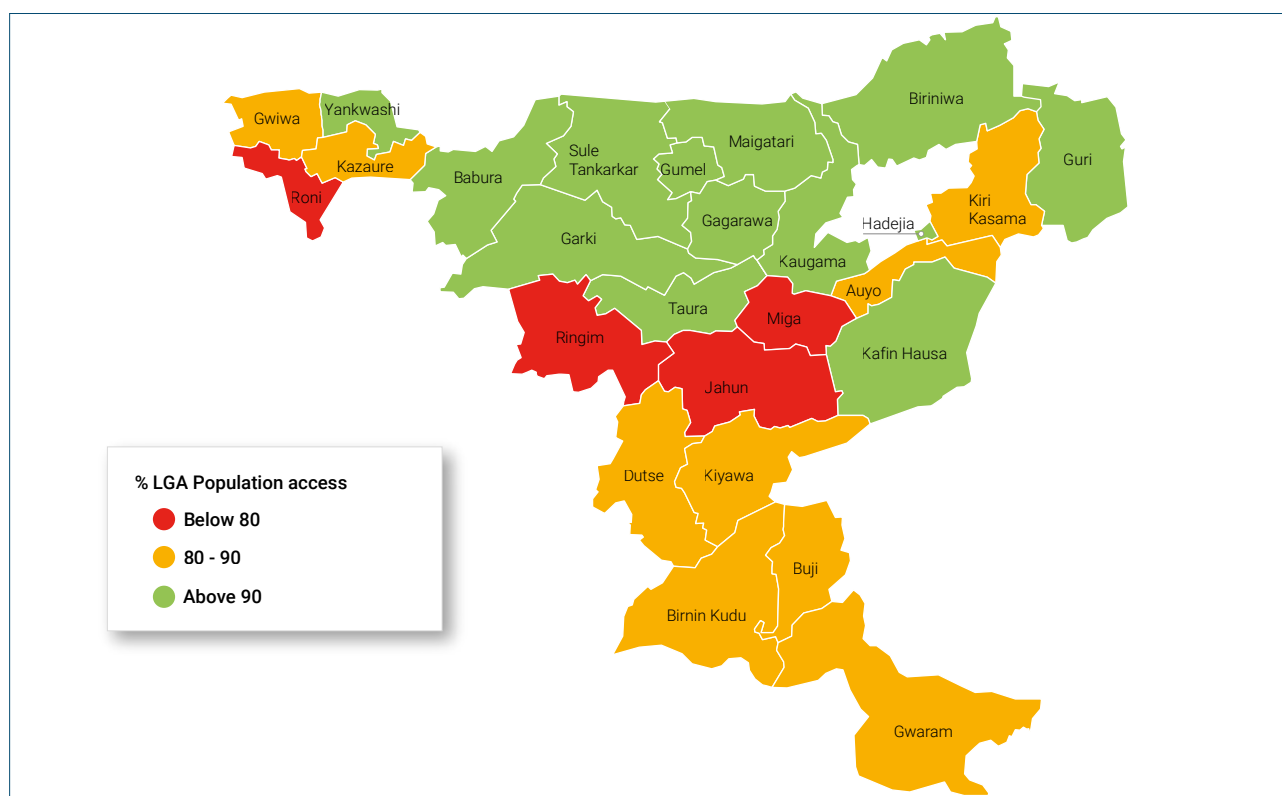 Biriniwa
Yankwashi
Gwiwa
Maigatari
Sule
Tankarkar
Guri
Kazaure
Gumel
Babura
Roni
Kiri
Kasama
Gagarawa
Hadejia
Garki
Kaugama
Auyo
Taura
Miga
Ringim
Kafin Hausa
Jahun
Dutse
Kiyawa
% LGA Population access
Below 80
80 - 90
Above 90
Buji
Birnin Kudu
Gwaram